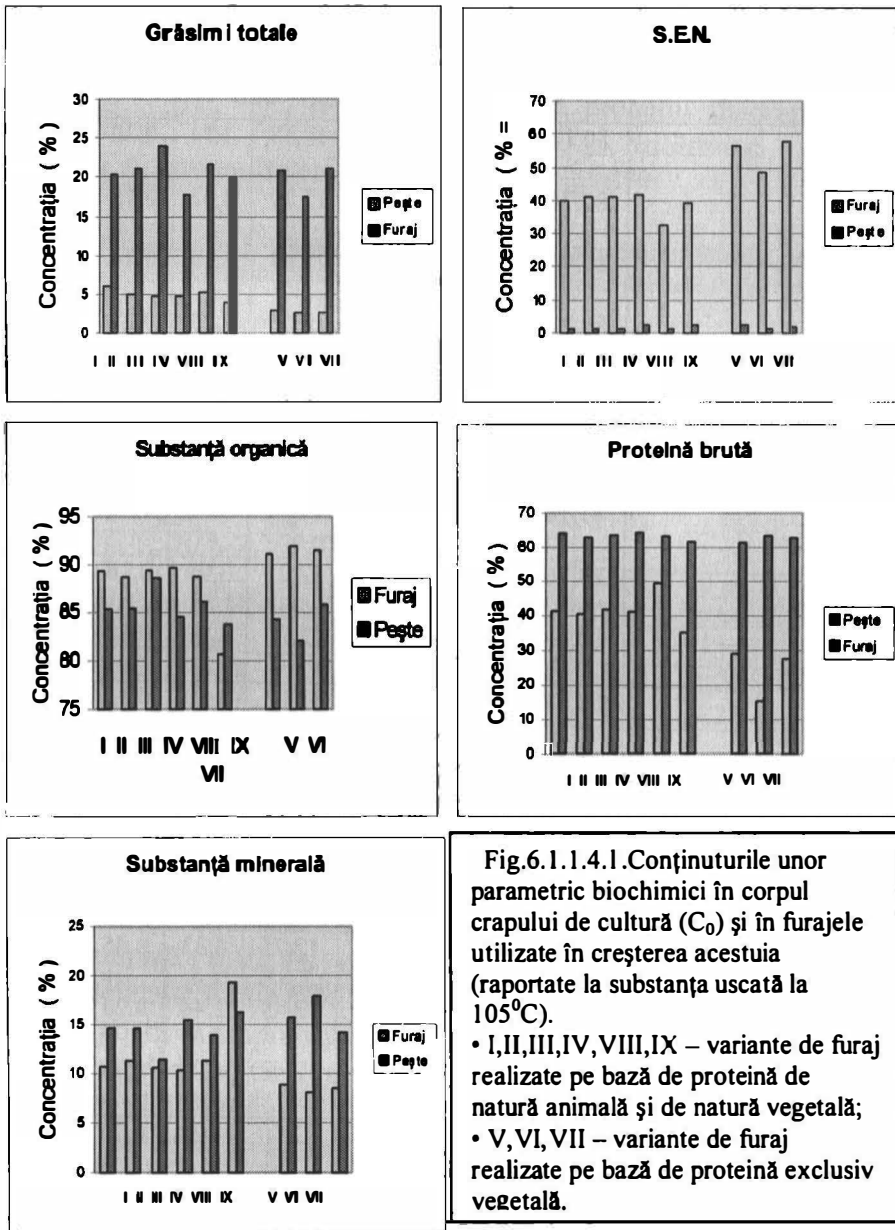 Grăsimi totale
Concentrația ( % )
30
25
20
15
10
5
0
I II III IV VIII IX V VI VII
Pește
Furaj
S.E.N.
Concentrația ( % =
70
60
50
40
30
20
10
0
I II III IV VIII IX V VI VII
Furaj
Pește
Substanță organică
Concentrația ( % )
95
90
85
80
75
I II III IV VIII IX V VI
VII
Furaj
Pește
Proteină brută
Concentrația ( % )
70
60
50
40
30
20
10
0
I II III IV VIII IX V VI VII
Pește
Furaj
Substanță minerală
Concentrația ( % )
25
20
15
10
5
0
I II III IV VIII IX V VI VII
Furaj
Pește
Fig.6.1.1.4.1.Conținuturile unor
parametric biochimici în corpul
crapului de cultură (C₀) și în furajele
utilizate în creșterea acestuia
(raportate la substanța uscată la
105⁰C).
• I,II,III,IV,VIII,IX – variante de furaj
realizate pe bază de proteină de
natură animală și de natură vegetală;
• V,VI,VII – variante de furaj
realizate pe bază de proteină exclusiv
vegetală.